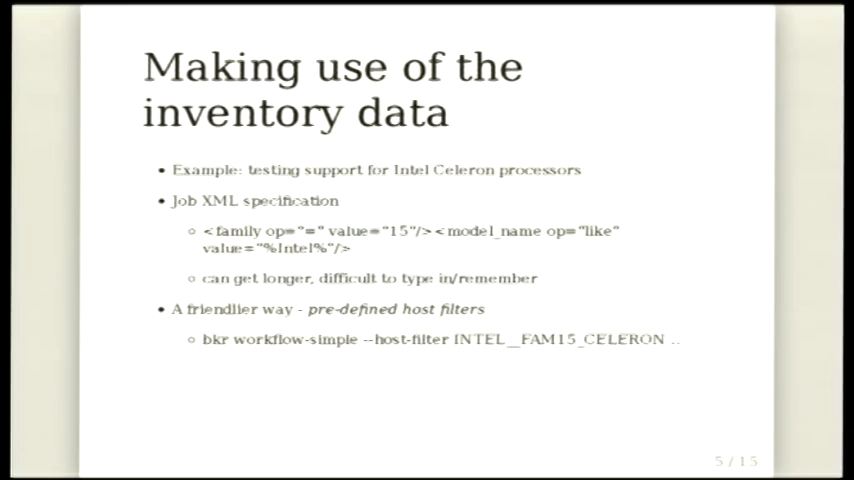 Making use of the
inventory data
• Example: testing support for Intel Celeron processors
• Job XML specification
◦ <family op="=" value="15"/><model_name op="like"
value="%Intel%"/>
◦ can get longer, difficult to type in/remember
• A friendlier way - pre-defined host filters
◦ bkr workflow-simple --host-filter INTEL__FAM15_CELERON ..
5 / 15